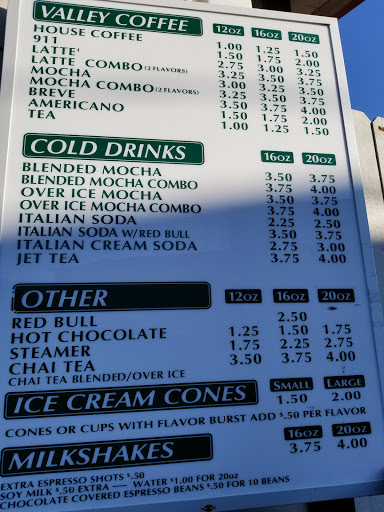 VALLEY COFFEE 12OZ 16OZ 20OZ
HOUSE COFFEE 1.00 1.25 1.50
911 1.50 1.75 2.00
LATTE' 2.75 3.00 3.25
LATTE COMBO (2 FLAVORS) 3.25 3.50 3.75
MOCHA 3.00 3.25 3.50
MOCHA COMBO (2 FLAVORS) 3.25 3.50 3.75
BREVE 3.50 3.75 4.00
AMERICANO 1.50 1.75 2.00
TEA 1.00 1.25 1.50
COLD DRINKS 16OZ 20OZ
BLENDED MOCHA 3.50 3.75
BLENDED MOCHA COMBO 3.75 4.00
OVER ICE MOCHA 3.50 3.75
OVER ICE MOCHA COMBO 3.75 4.00
ITALIAN SODA 2.25 2.50
ITALIAN SODA W/RED BULL 3.50 3.75
ITALIAN CREAM SODA 2.75 3.00
JET TEA 3.75 4.00
OTHER 12OZ 16OZ 20OZ
RED BULL 2.50
HOT CHOCOLATE 1.25 1.50 1.75
STEAMER 1.75 2.25 2.75
CHAI TEA 3.50 3.75 4.00
CHAI TEA BLENDED/OVER ICE
ICE CREAM CONES SMALL LARGE
1.50 2.00
CONES OR CUPS WITH FLAVOR BURST ADD $.50 PER FLAVOR
MILKSHAKES 16OZ 20OZ
3.75 4.00
EXTRA ESPRESSO SHOTS $.50
SOY MILK $.50 EXTRA — WATER $1.00 FOR 20OZ
CHOCOLATE COVERED ESPRESSO BEANS $.50 FOR 10 BEANS